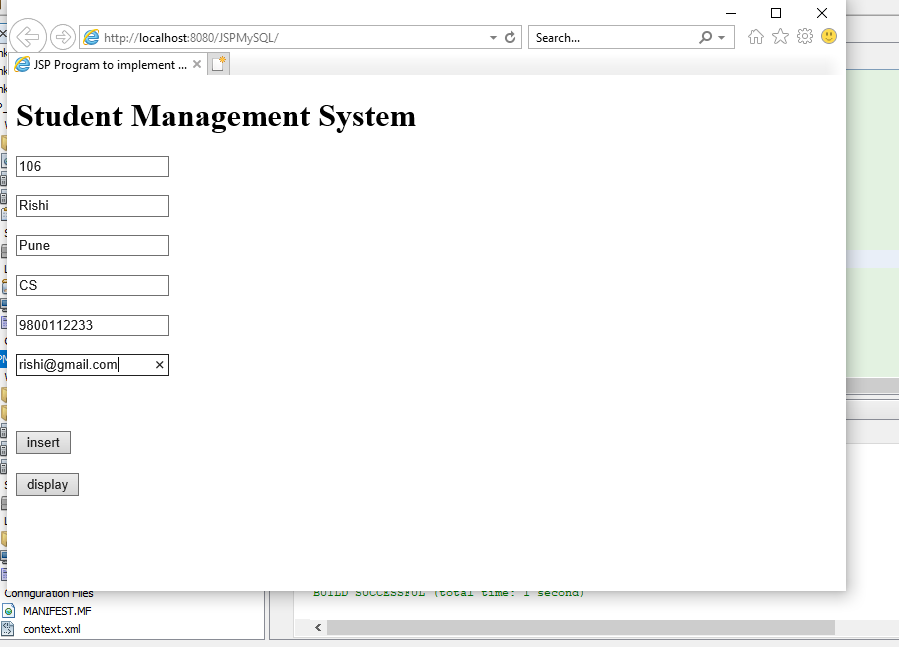 http://localhost:8080/JSPMySQL/
Search...
JSP Program to implement ...
Student Management System
106
Rishi
Pune
CS
9800112233
rishi@gmail.com
insert
display
Configuration Files
BUILD SUCCESSFUL (total time: 1 second)
MANIFEST.MF
context.xml